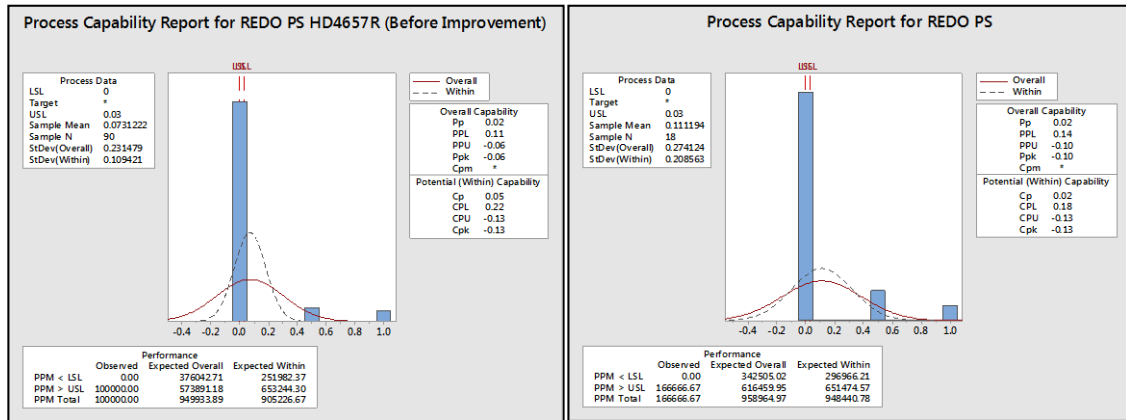 Process Capability Report for REDO PS HD4657R (Before Improvement)
Process Data
LSL 0
Target *
USL 0.03
Sample Mean 0.0731222
Sample N 90
StDev(Overall) 0.231479
StDev(Within) 0.109421
Overall
Within
Overall Capability
Pp 0.02
PPL 0.11
PPU -0.06
Ppk -0.06
Cpm *
Potential (Within) Capability
Cp 0.05
CPL 0.22
CPU -0.13
Cpk -0.13
-0.4 -0.2 0.0 0.2 0.4 0.6 0.8 1.0
Performance
Observed Expected Overall Expected Within
PPM < LSL 0.00 376042.71 251982.37
PPM > USL 100000.00 573891.18 653244.30
PPM Total 100000.00 949933.89 905226.67
Process Capability Report for REDO PS
Process Data
LSL 0
Target *
USL 0.03
Sample Mean 0.111194
Sample N 18
StDev(Overall) 0.274124
StDev(Within) 0.208563
Overall
Within
Overall Capability
Pp 0.02
PPL 0.14
PPU -0.10
Ppk -0.10
Cpm *
Potential (Within) Capability
Cp 0.02
CPL 0.18
CPU -0.13
Cpk -0.13
-0.4 -0.2 0.0 0.2 0.4 0.6 0.8 1.0
Performance
Observed Expected Overall Expected Within
PPM < LSL 0.00 342505.02 296966.21
PPM > USL 166666.67 616459.95 651474.57
PPM Total 166666.67 958964.97 948440.78